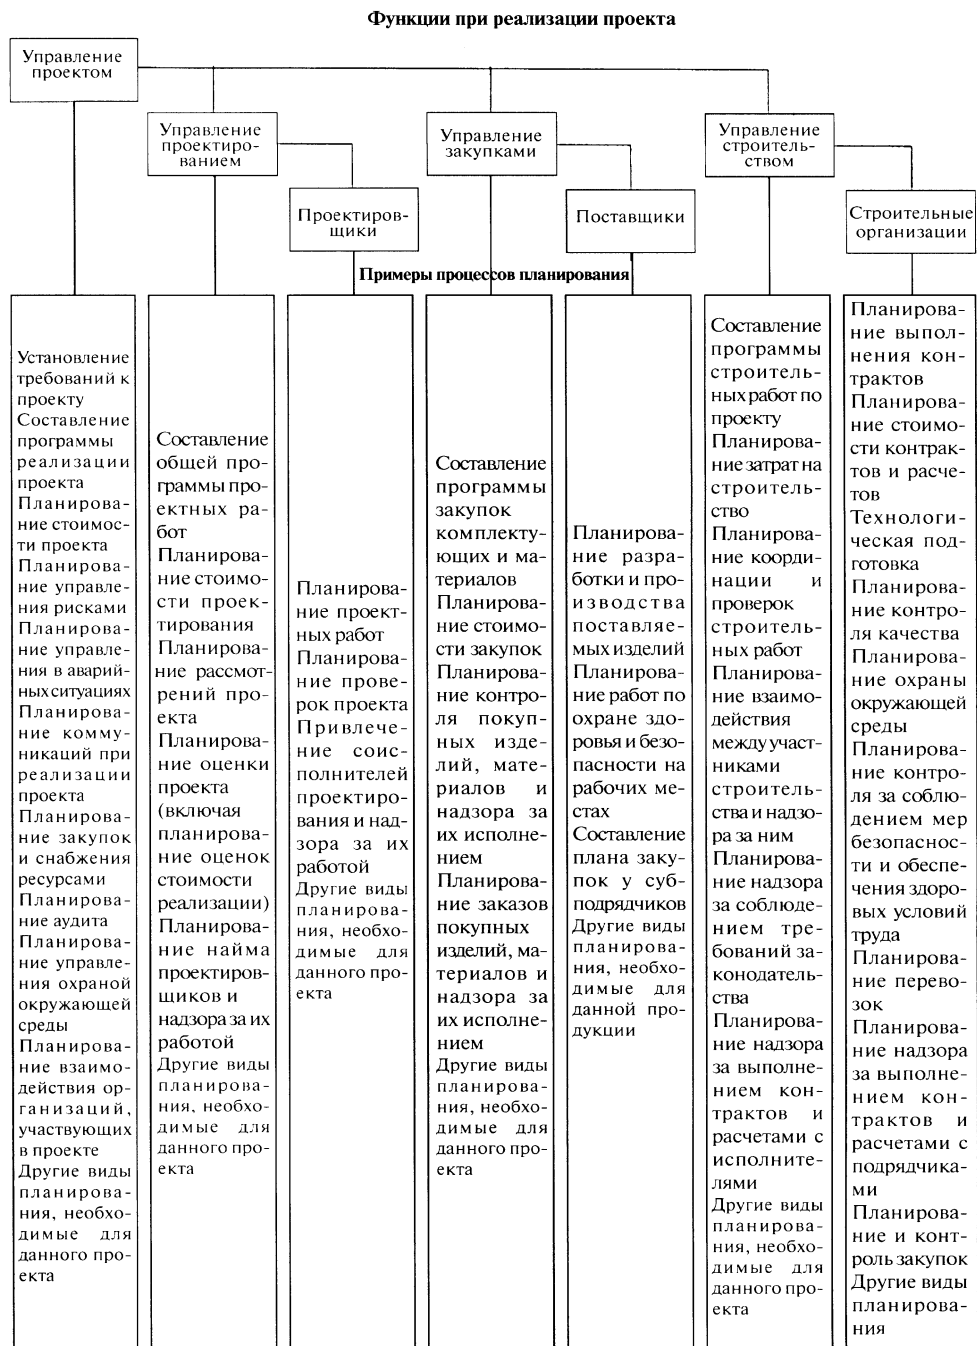 Функции при реализации проекта
Управление
проектом
Управление
проектиро-
ванием
Управление
закупками
Управление
строитель-
ством
Проектиров-
щики
Поставщики
Строительные
организации
Примеры процессов планирования
Установление
требований к
проекту
Составление
программы
реализации
проекта
Планирова-
ние стоимос-
ти проекта
Планирова-
ние управле-
ния рисками
Планирова-
ние управле-
ния в аварий-
ных ситуациях
Планирова-
ние комму-
никаций при
реализации
проекта
Планирова-
ние закупок
и снабжения
ресурсами
Планирова-
ние аудита
Планирова-
ние управле-
ния охраной
окружающей
среды
Планирова-
ние взаимо-
действия ор-
ганизаций,
участвующих
в проекте
Другие виды
планирова-
ния, необхо-
димые для
данного про-
екта
Составление
общей про-
граммы про-
ектных ра-
бот
Планирова-
ние стоимо-
сти проек-
тирования
Планирова-
ние рассмот-
рений про-
екта
Планирова-
ние оценки
проекта
(включая
планирова-
ние оценок
стоимости
реализации)
Планирова-
ние найма
проектиров-
щиков и
надзора за их
работой
Другие виды
планирова-
ния, необхо-
димые для
данного про-
екта
Планирова-
ние проект-
ных работ
Планирова-
ние прове-
рок проекта
Привлече-
ние соис-
полнителей
проектиро-
вания и над-
зора за их
работой
Другие виды
планирова-
ния, необхо-
димые для
данного про-
екта
Составление
программы
закупок
комплекту-
ющих и ма-
териалов
Планирова-
ние стоимо-
сти закупок
Планирова-
ние контро-
ля покуп-
ных изде-
лий, мате-
риалов и
надзора за
их исполне-
нием
Планирова-
ние заказов
покупных
изделий, ма-
териалов и
надзора за
их исполне-
нием
Другие виды
планирова-
ния, необхо-
димые для
данного про-
екта
Планирова-
ние разра-
ботки и про-
изводства
поставляе-
мых изделий
Планирова-
ние работ по
охране здо-
ровья и безо-
пасности на
рабочих ме-
стах
Составление
плана заку-
пок у суб-
подрядчиков
Другие виды
планирова-
ния, необхо-
димые для
данной про-
дукции
Составление
программы
строитель-
ных работ по
проекту
Планирова-
ние затрат на
строитель-
ство
Планирова-
ние коорди-
нации и
проверок
строитель-
ных работ
Планирова-
ние взаимо-
действия
между участ-
никами
строитель-
ства и надзо-
ра за ним
Планирова-
ние надзора
за соблюде-
нием тре-
бований за-
конодатель-
ства
Планирова-
ние надзора
за выполне-
нием кон-
трактов и
расчетами с
исполните-
лями
Другие виды
планирова-
ния, необхо-
димые для
данного про-
екта
Планирова-
ние выпол-
нения кон-
трактов
Планирова-
ние стоимо-
сти контрак-
тов и расче-
тов
Технологи-
ческая под-
готовка
Планирова-
ние контро-
ля качества
Планирова-
ние охраны
окружающей
среды
Планирова-
ние контро-
ля за соблю-
дением мер
безопаснос-
ти и обеспе-
чения здоро-
вых условий
труда
Планирова-
ние перево-
зок
Планирова-
ние надзора
за выполне-
нием кон-
трактов и
расчетами с
подрядчика-
ми
Планирова-
ние и конт-
роль закупок
Другие виды
планирова-
ния